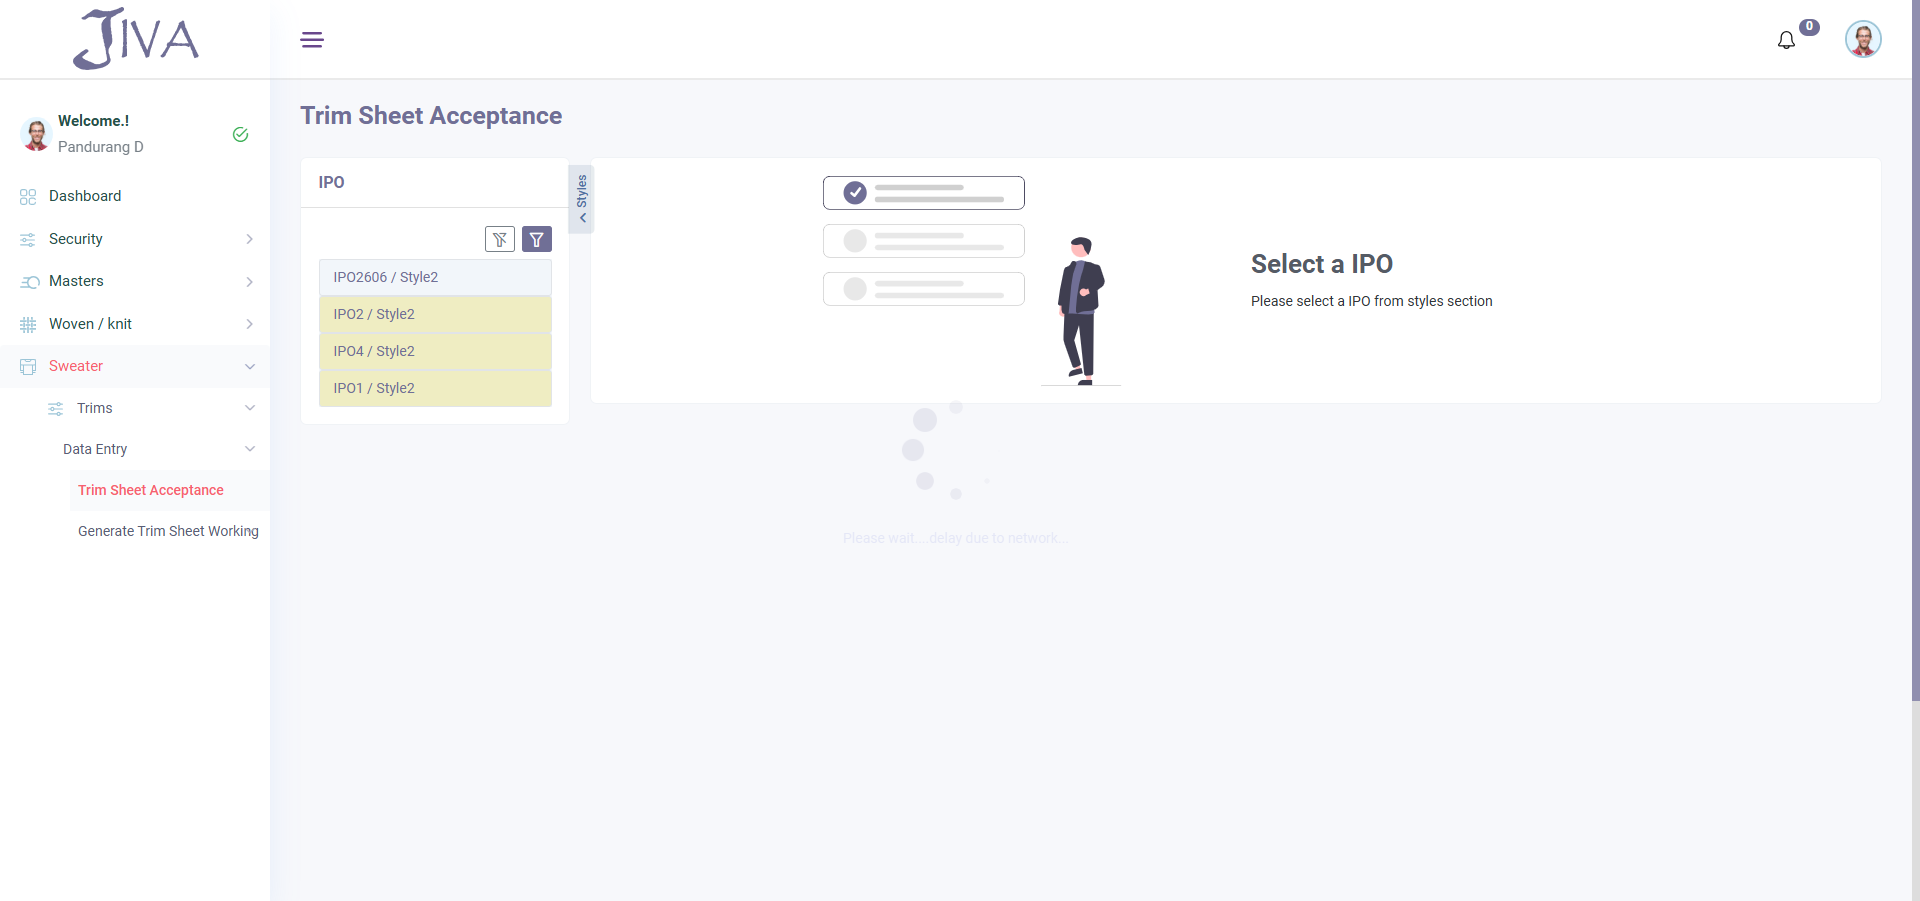 JIVA
0
Welcome.!
Pandurang D
Dashboard
Security
Masters
Woven / knit
Sweater
Trims
Data Entry
Trim Sheet Acceptance
Generate Trim Sheet Working
Trim Sheet Acceptance
IPO
Styles
IPO2606 / Style2
IPO2 / Style2
IPO4 / Style2
IPO1 / Style2
Select a IPO
Please select a IPO from styles section
Please wait....delay due to network...